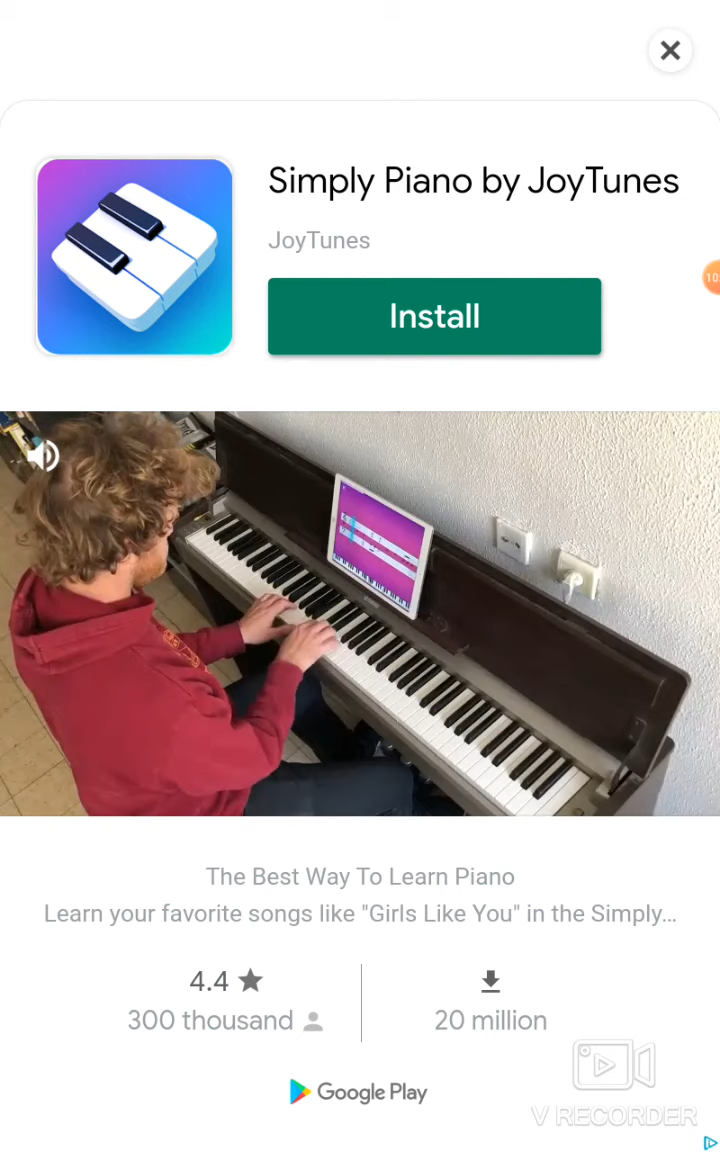 Simply Piano by JoyTunes
JoyTunes
Install
The Best Way To Learn Piano
Learn your favorite songs like "Girls Like You" in the Simply...
4.4
300 thousand
20 million
Google Play
V RECORDER